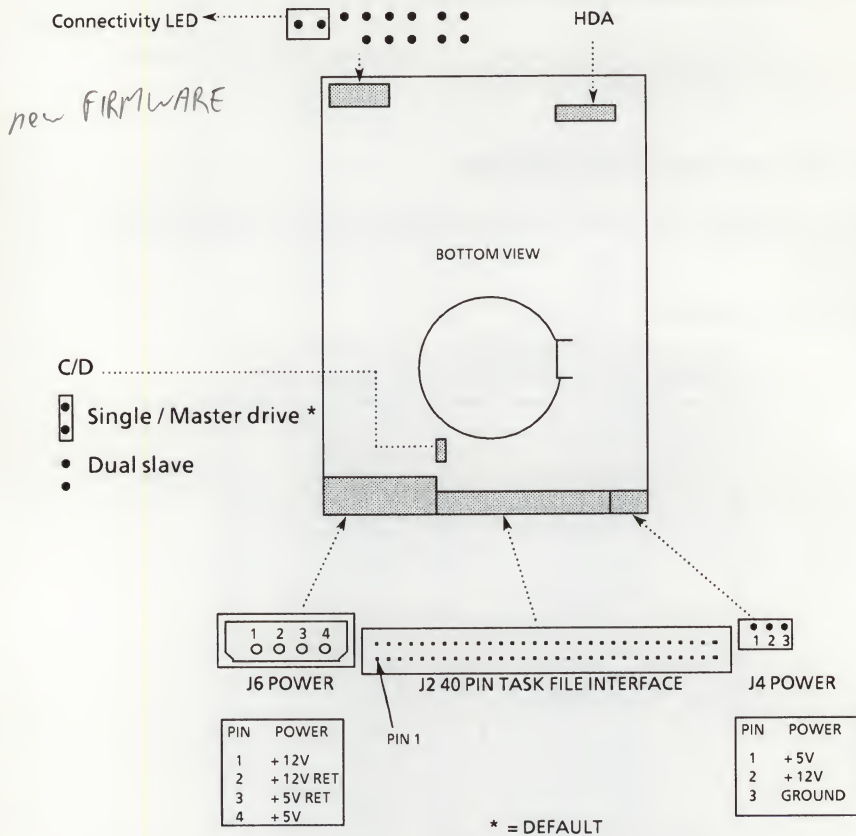 Connectivity LED
HDA
new FIRMWARE
BOTTOM VIEW
C/D
Single / Master drive *
Dual slave
1 2 3 4
1 2 3
J6 POWER
J2 40 PIN TASK FILE INTERFACE
J4 POWER
PIN 1
PIN POWER
1 +12V
2 +12V RET
3 +5V RET
4 +5V
PIN POWER
1 +5V
2 +12V
3 GROUND
* = DEFAULT